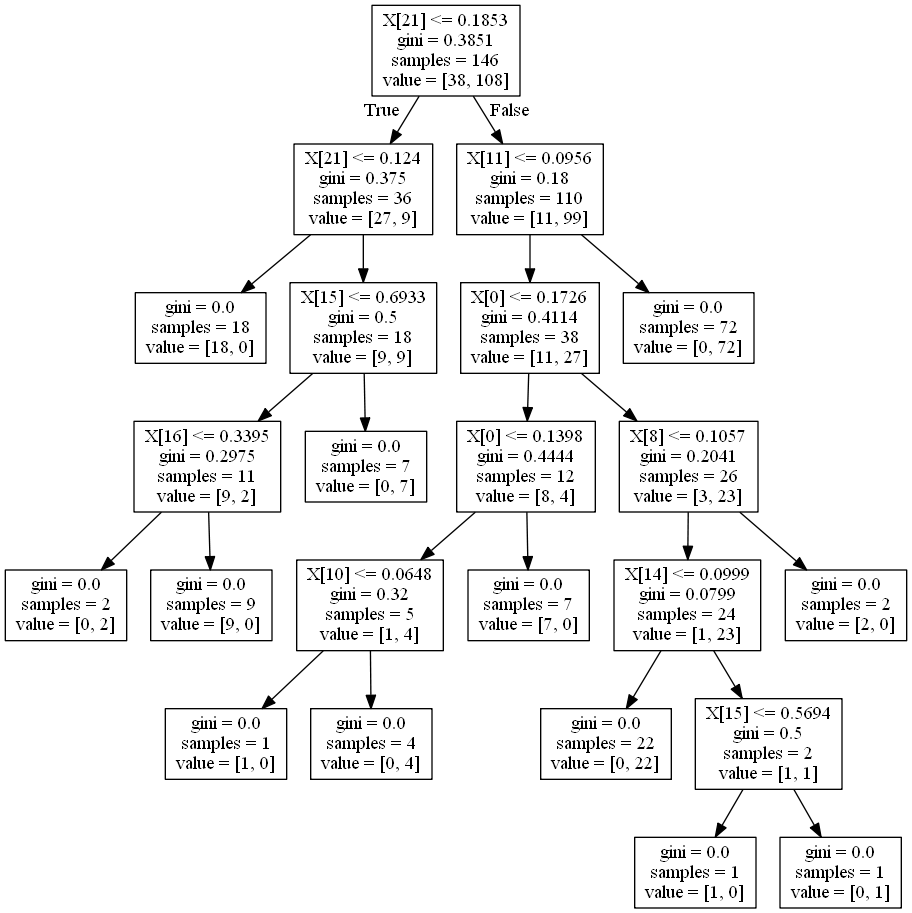 X[21] <= 0.1853
gini = 0.3851
samples = 146
value = [38, 108]
True
False
X[21] <= 0.124
gini = 0.375
samples = 36
value = [27, 9]
X[11] <= 0.0956
gini = 0.18
samples = 110
value = [11, 99]
gini = 0.0
samples = 18
value = [18, 0]
X[15] <= 0.6933
gini = 0.5
samples = 18
value = [9, 9]
X[0] <= 0.1726
gini = 0.4114
samples = 38
value = [11, 27]
gini = 0.0
samples = 72
value = [0, 72]
X[16] <= 0.3395
gini = 0.2975
samples = 11
value = [9, 2]
gini = 0.0
samples = 7
value = [0, 7]
X[0] <= 0.1398
gini = 0.4444
samples = 12
value = [8, 4]
X[8] <= 0.1057
gini = 0.2041
samples = 26
value = [3, 23]
gini = 0.0
samples = 2
value = [0, 2]
gini = 0.0
samples = 9
value = [9, 0]
X[10] <= 0.0648
gini = 0.32
samples = 5
value = [1, 4]
gini = 0.0
samples = 7
value = [7, 0]
X[14] <= 0.0999
gini = 0.0799
samples = 24
value = [1, 23]
gini = 0.0
samples = 2
value = [2, 0]
gini = 0.0
samples = 1
value = [1, 0]
gini = 0.0
samples = 4
value = [0, 4]
gini = 0.0
samples = 22
value = [0, 22]
X[15] <= 0.5694
gini = 0.5
samples = 2
value = [1, 1]
gini = 0.0
samples = 1
value = [1, 0]
gini = 0.0
samples = 1
value = [0, 1]